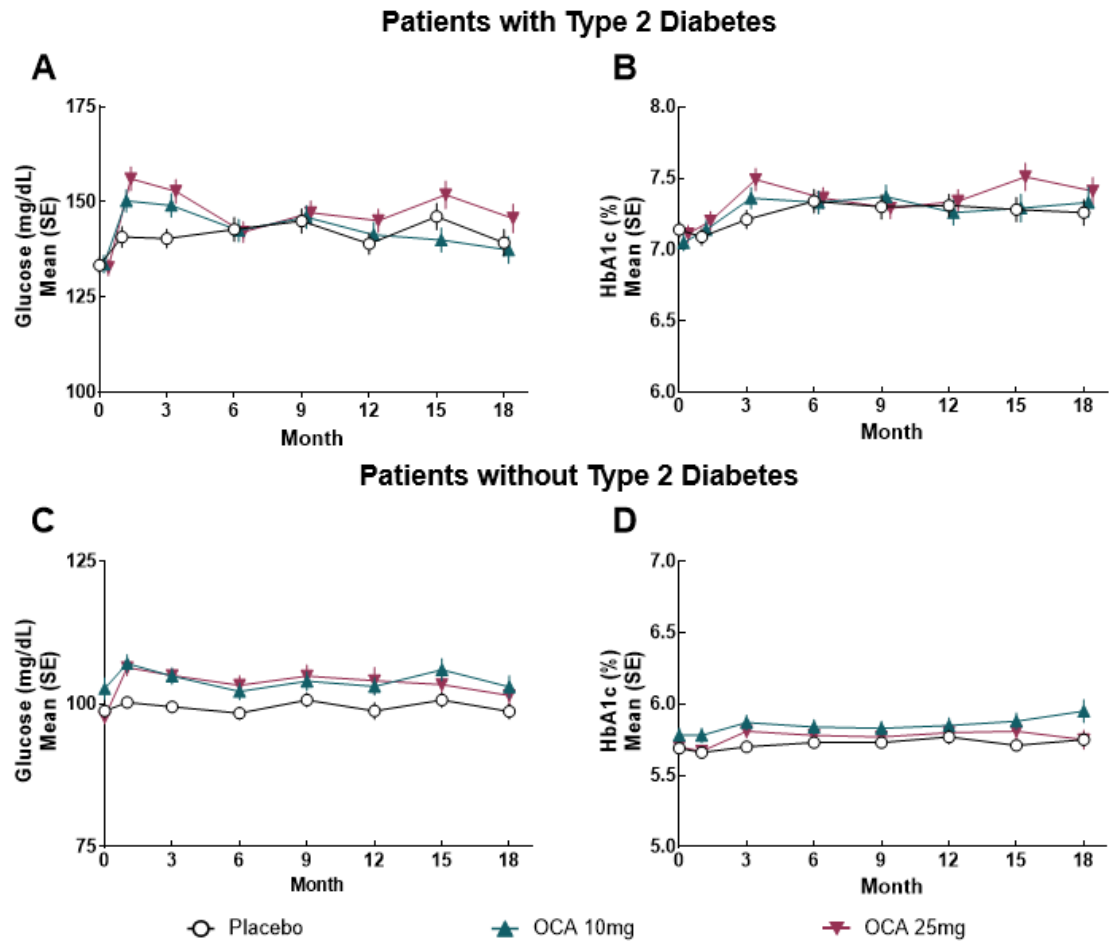 Patients with Type 2 Diabetes
A
Glucose (mg/dL)
Mean (SE)
175
150
125
100
0 3 6 9 12 15 18
Month
B
HbA1c (%)
Mean (SE)
8.0
7.5
7.0
6.5
6.0
0 3 6 9 12 15 18
Month
Patients without Type 2 Diabetes
C
Glucose (mg/dL)
Mean (SE)
125
100
75
0 3 6 9 12 15 18
Month
D
HbA1c (%)
Mean (SE)
7.0
6.5
6.0
5.5
5.0
0 3 6 9 12 15 18
Month
Placebo OCA 10mg OCA 25mg